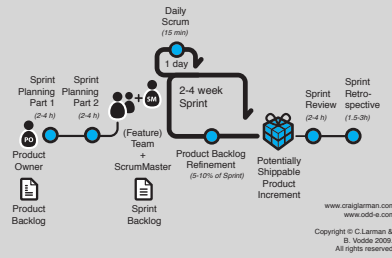 Daily
Scrum
(15 min)
1 day
Sprint
Planning
Part 1
(2-4 h)
Sprint
Planning
Part 2
(2-4 h)
SM
2-4 week
Sprint
Sprint
Review
(2-4 h)
Sprint
Retro-
spective
(1.5-3h)
PO
Product
Owner
(Feature)
Team
+
ScrumMaster
Product Backlog
Refinement
(5-10% of Sprint)
Potentially
Shippable
Product
Increment
Product
Backlog
Sprint
Backlog
www.craiglarman.com
www.odd-e.com
Copyright © C.Larman &
B. Vodde 2009.
All rights reserved